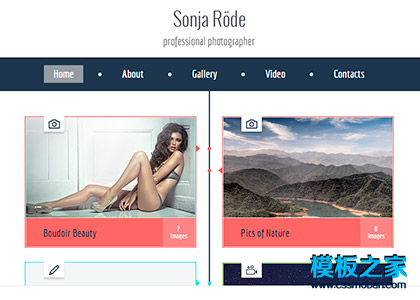 Sonja Röde
professional photographer
Home About Gallery Video Contacts
Boudoir Beauty
7
images
Pics of Nature
8
images
模板之家
www.cssmoban.com